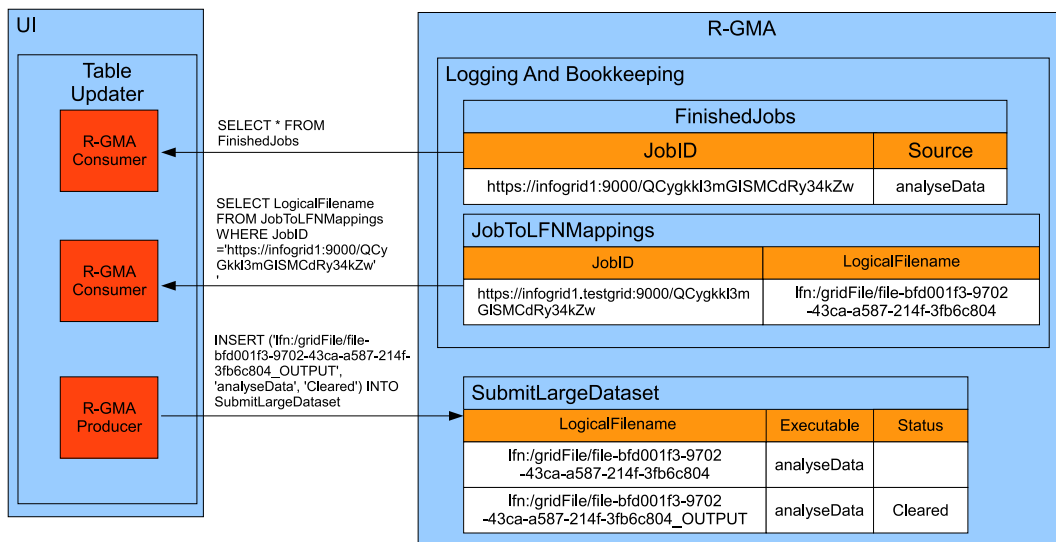 UI
Table
Updater
R-GMA
Consumer
R-GMA
Consumer
R-GMA
Producer
SELECT * FROM
FinishedJobs
SELECT LogicalFilename
FROM JobToLFNMappings
WHERE JobID
='https://infogrid1:9000/QCy
Gkkl3mGlSMCdRy34kZw'
'
INSERT ('lfn:/gridFile/file-
bfd001f3-9702-43ca-a587-214f-
3fb6c804_OUTPUT',
'analyseData', 'Cleared') INTO
SubmitLargeDataset
R-GMA
Logging And Bookkeeping
FinishedJobs
JobID Source
https://infogrid1:9000/QCygkkl3mGlSMCdRy34kZw analyseData
JobToLFNMappings
JobID LogicalFilename
https://infogrid1.testgrid:9000/QCygkkl3m
GlSMCdRy34kZw
lfn:/gridFile/file-bfd001f3-9702
-43ca-a587-214f-3fb6c804
SubmitLargeDataset
LogicalFilename Executable Status
lfn:/gridFile/file-bfd001f3-9702
-43ca-a587-214f-3fb6c804
analyseData
lfn:/gridFile/file-bfd001f3-9702
-43ca-a587-214f-3fb6c804_OUTPUT
analyseData Cleared